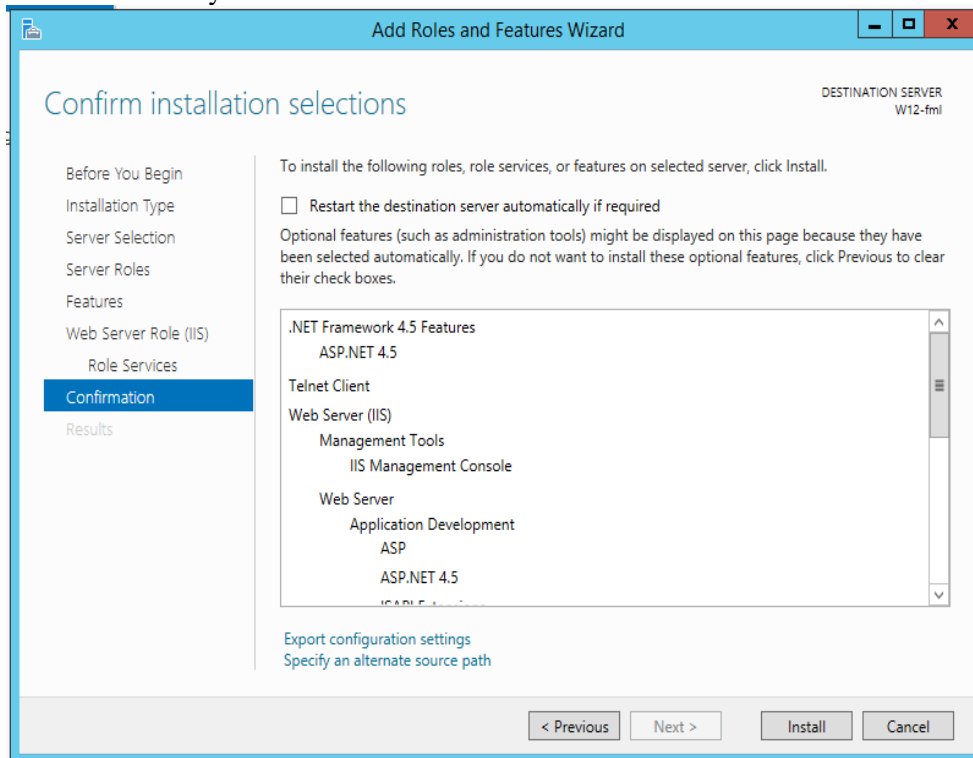 Add Roles and Features Wizard
Confirm installation selections
DESTINATION SERVER
W12-fml
Before You Begin
Installation Type
Server Selection
Server Roles
Features
Web Server Role (IIS)
Role Services
Confirmation
Results
To install the following roles, role services, or features on selected server, click Install.
Restart the destination server automatically if required
Optional features (such as administration tools) might be displayed on this page because they have
been selected automatically. If you do not want to install these optional features, click Previous to clear
their check boxes.
.NET Framework 4.5 Features
ASP.NET 4.5
Telnet Client
Web Server (IIS)
Management Tools
IIS Management Console
Web Server
Application Development
ASP
ASP.NET 4.5
Export configuration settings
Specify an alternate source path
< Previous
Next >
Install
Cancel